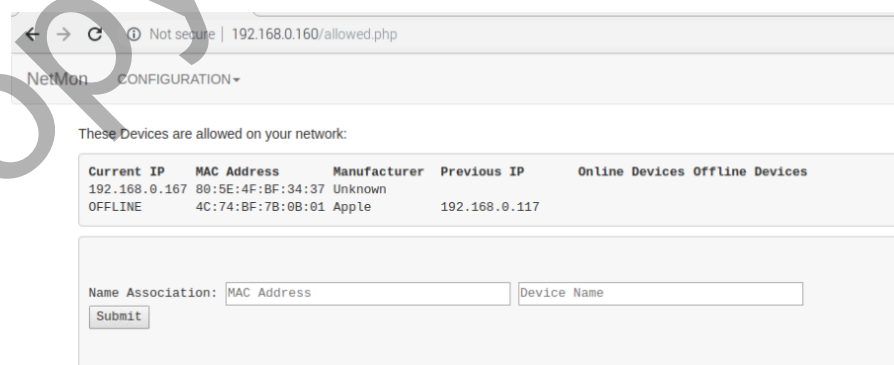 Not secure | 192.168.0.160/allowed.php
NetMon CONFIGURATION
These Devices are allowed on your network:
Current IP MAC Address Manufacturer Previous IP Online Devices Offline Devices
192.168.0.167 80:5E:4F:BF:34:37 Unknown
OFFLINE 4C:74:BF:7B:0B:01 Apple 192.168.0.117
Name Association: MAC Address Device Name
Submit